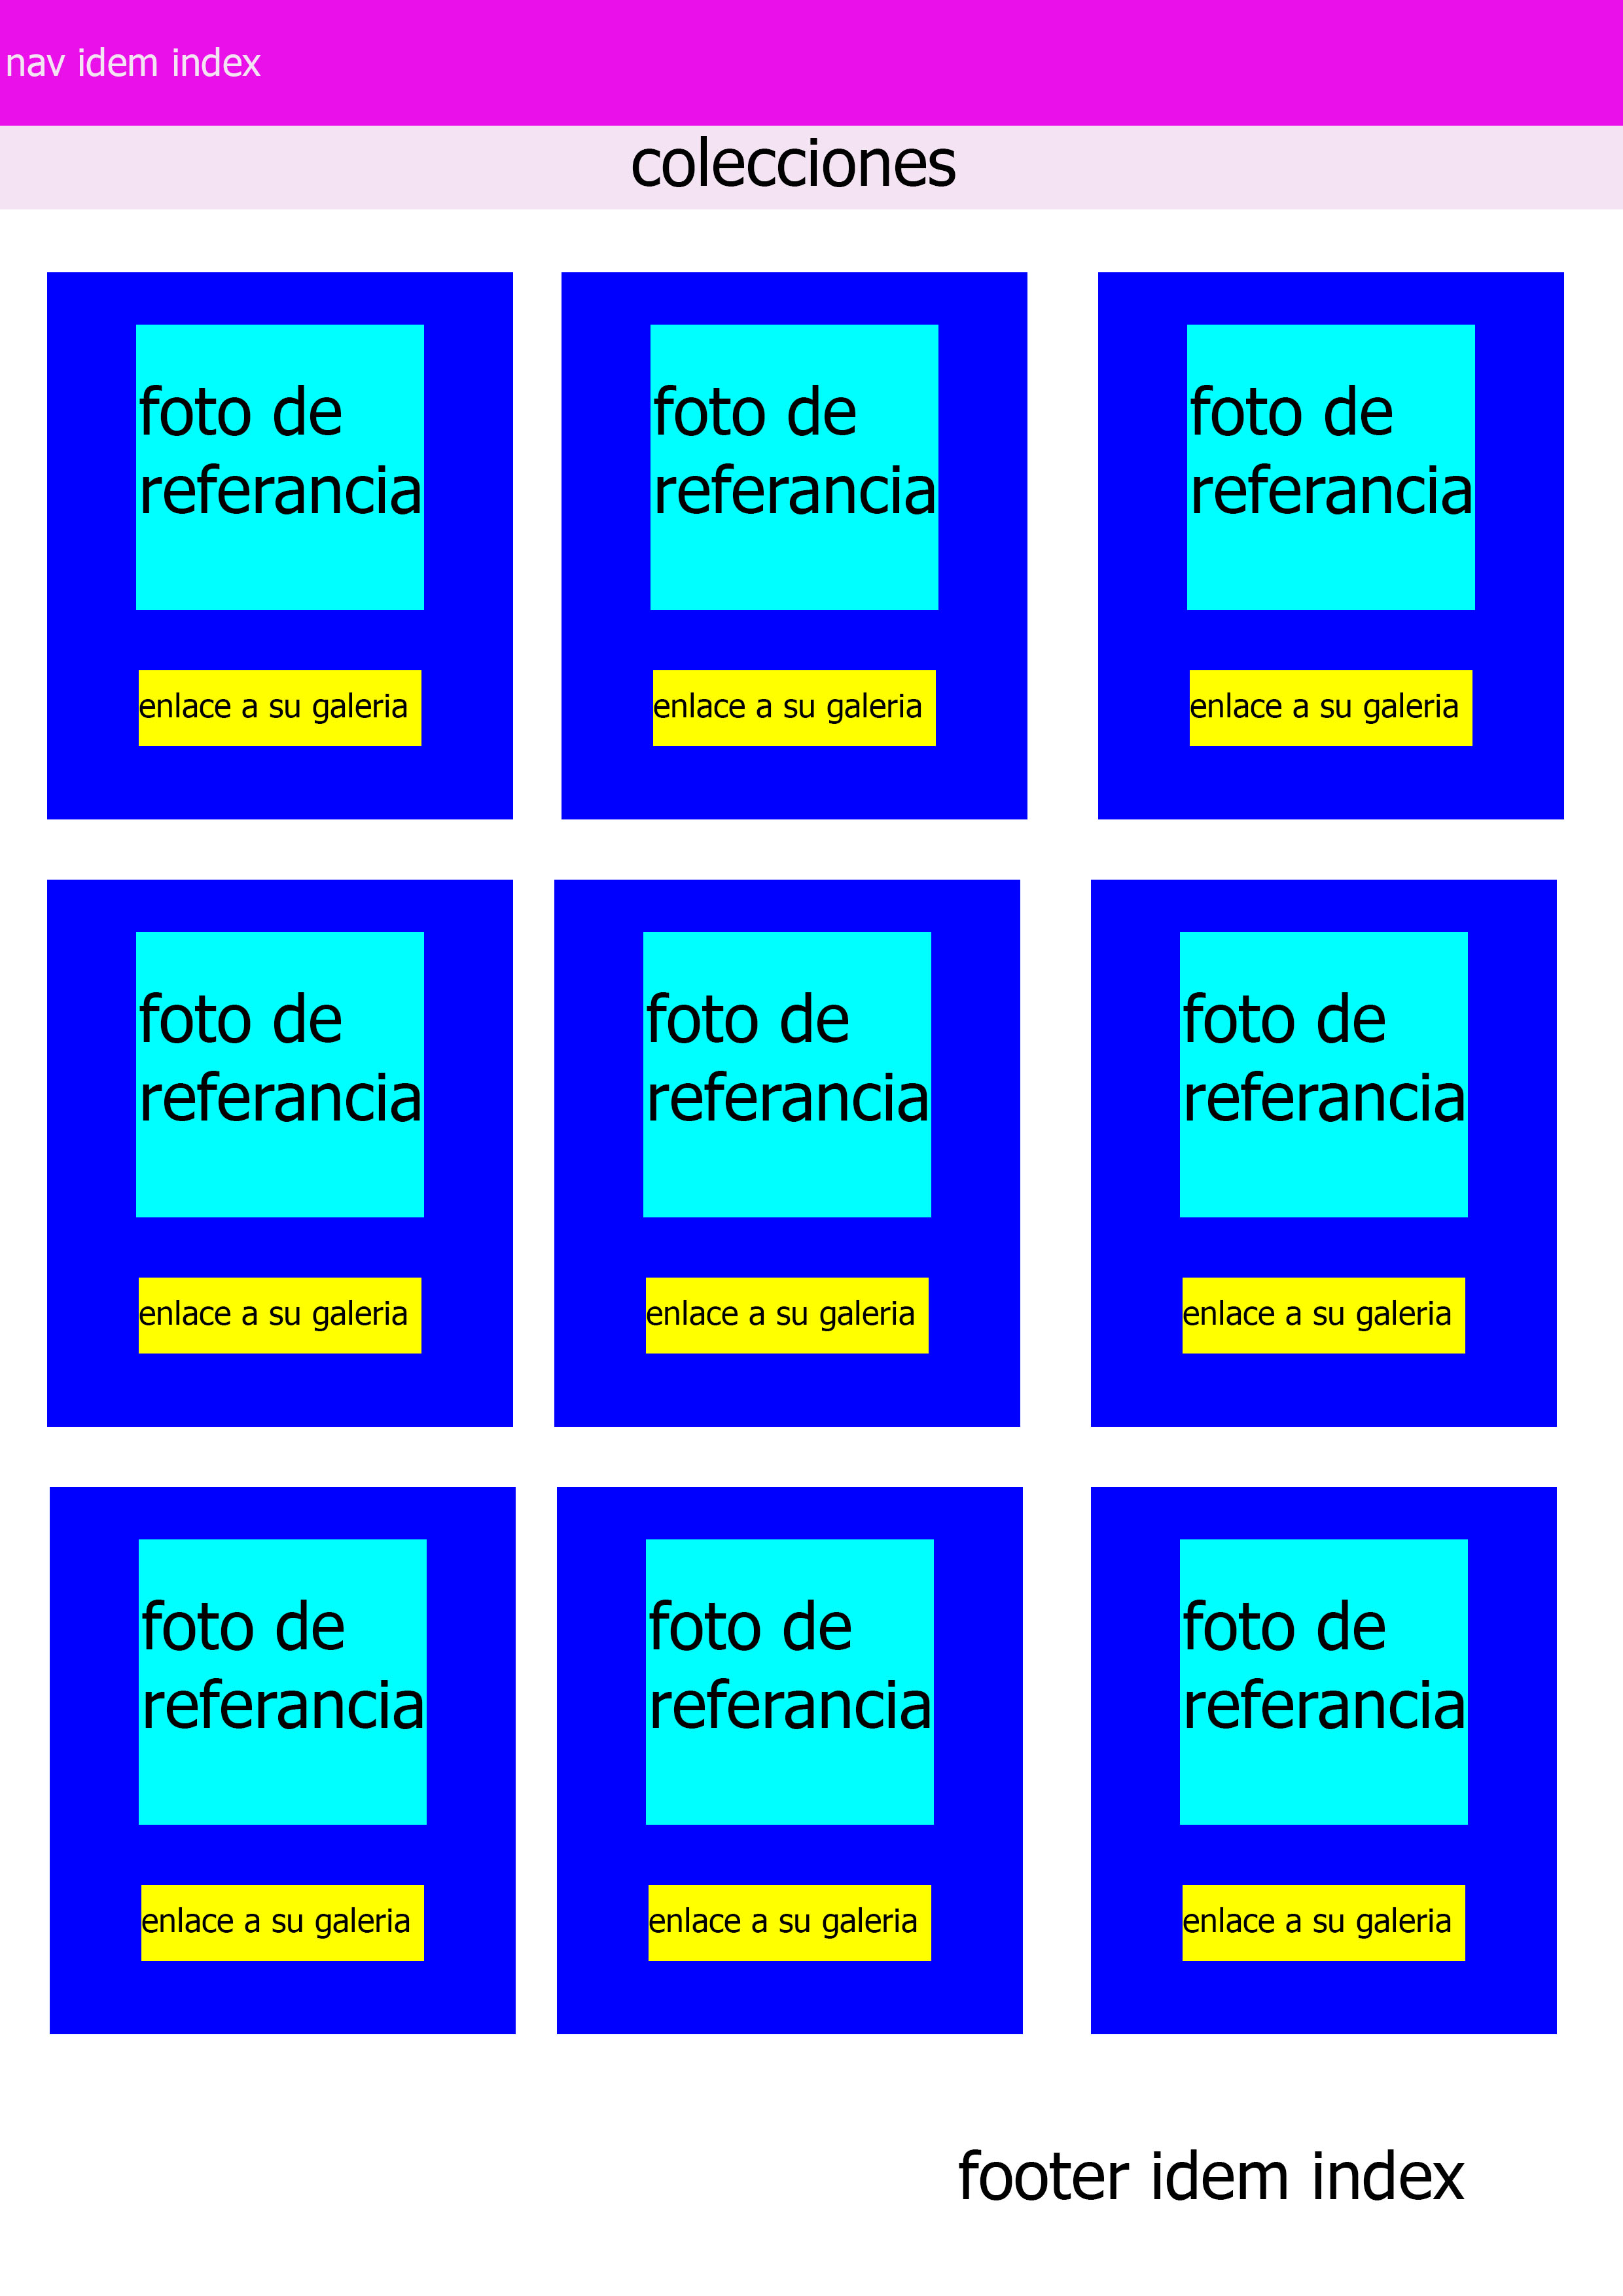 nav idem index
colecciones
foto de
referancia
enlace a su galeria
foto de
referancia
enlace a su galeria
foto de
referancia
enlace a su galeria
foto de
referancia
enlace a su galeria
foto de
referancia
enlace a su galeria
foto de
referancia
enlace a su galeria
foto de
referancia
enlace a su galeria
foto de
referancia
enlace a su galeria
foto de
referancia
enlace a su galeria
footer idem index